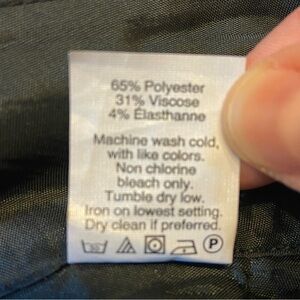 65% Polyester
31% Viscose
4% Élasthanne
Machine wash cold,
with like colors.
Non chlorine
bleach only.
Tumble dry low.
Iron on lowest setting.
Dry clean if preferred.
P